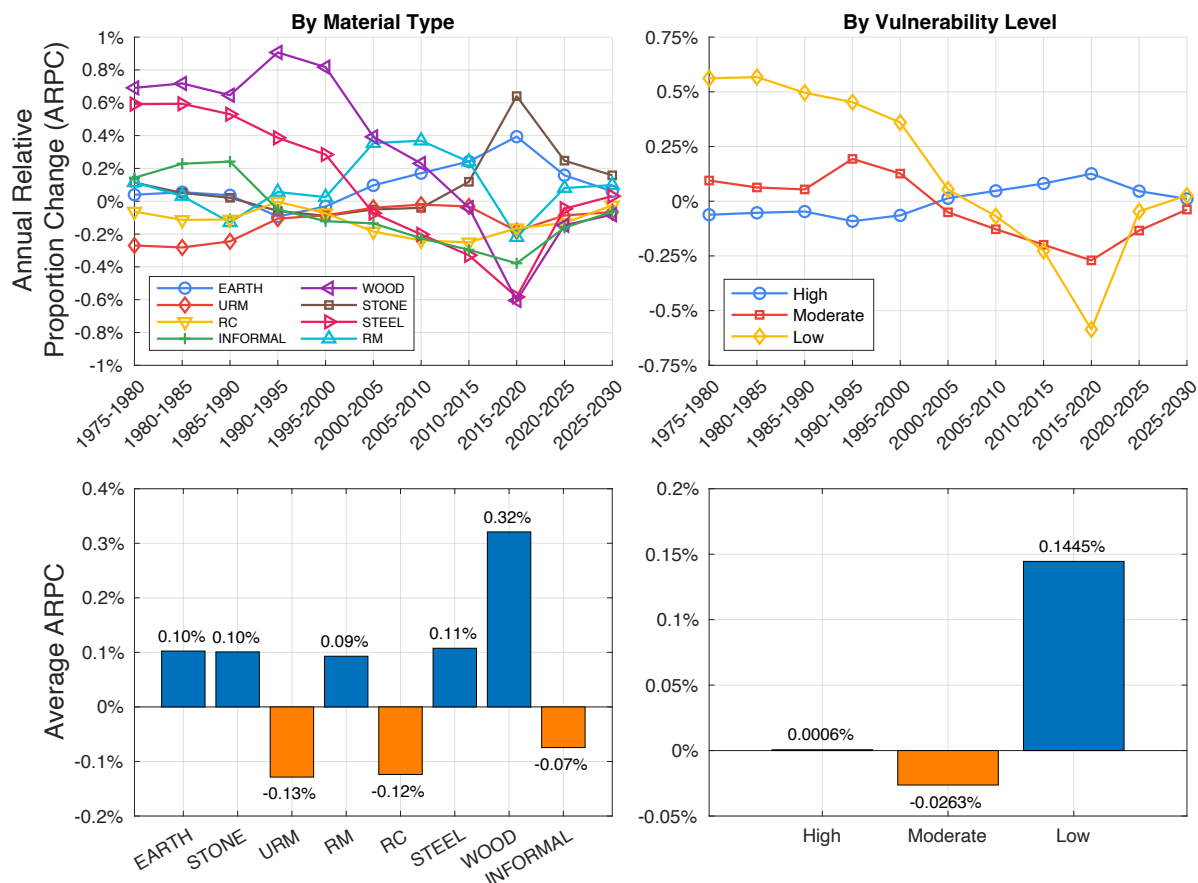 By Material Type
Annual Relative
Proportion Change (ARPC)
1%
0.8%
0.6%
0.4%
0.2%
0%
-0.2%
-0.4%
-0.6%
-0.8%
-1%
EARTH
URM
RC
INFORMAL
WOOD
STONE
STEEL
RM
1975-1980
1980-1985
1985-1990
1990-1995
1995-2000
2000-2005
2005-2010
2010-2015
2015-2020
2020-2025
2025-2030
By Vulnerability Level
0.75%
0.5%
0.25%
0%
-0.25%
-0.5%
-0.75%
High
Moderate
Low
1975-1980
1980-1985
1985-1990
1990-1995
1995-2000
2000-2005
2005-2010
2010-2015
2015-2020
2020-2025
2025-2030
Average ARPC
0.4%
0.3%
0.2%
0.1%
0%
-0.1%
-0.2%
0.10%
0.10%
-0.13%
0.09%
-0.12%
0.11%
0.32%
-0.07%
EARTH
STONE
URM
RM
RC
STEEL
WOOD
INFORMAL
0.2%
0.15%
0.1%
0.05%
0%
-0.05%
0.0006%
-0.0263%
0.1445%
High
Moderate
Low